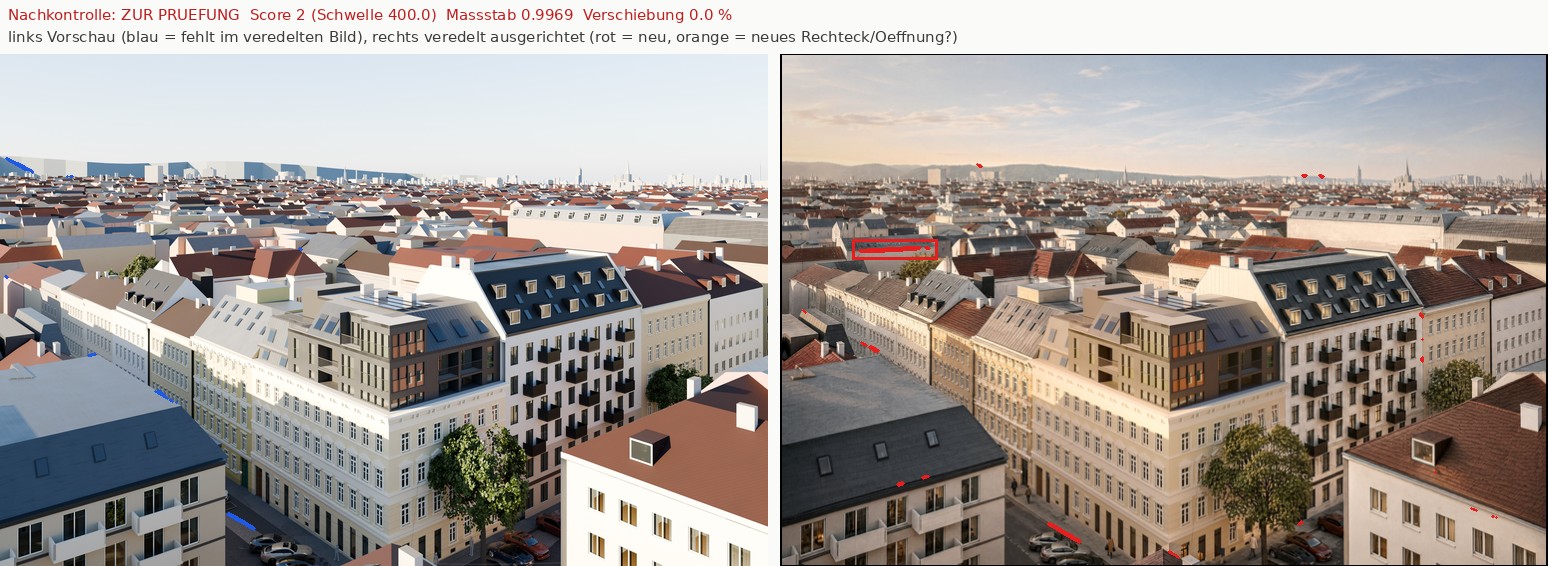 Nachkontrolle: ZUR PRUEFUNG  Score 2 (Schwelle 400.0)  Massstab 0.9969  Verschiebung 0.0 %
links Vorschau (blau = fehlt im veredelten Bild), rechts veredelt ausgerichtet (rot = neu, orange = neues Rechteck/Oeffnung?)